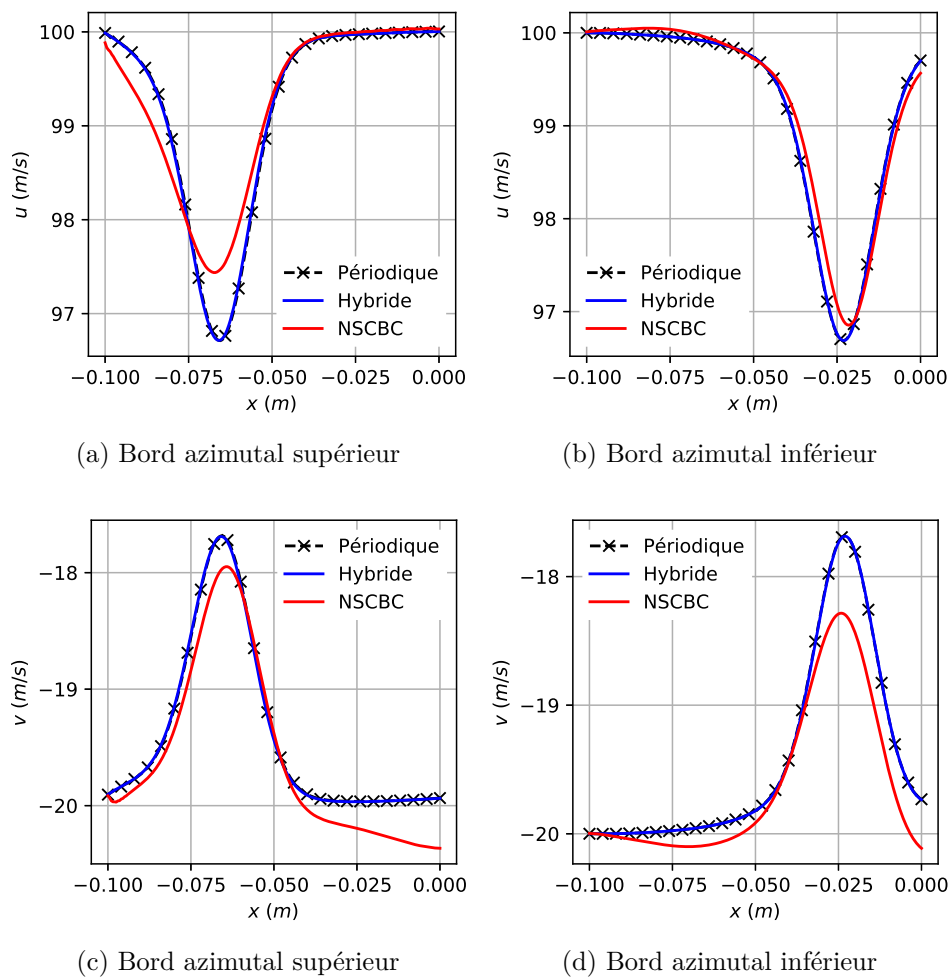 100
99
98
97
u (m/s)
Périodique
Hybride
NSCBC
−0.100 −0.075 −0.050 −0.025 0.000
x (m)
(a) Bord azimutal supérieur
100
99
98
97
u (m/s)
Périodique
Hybride
NSCBC
−0.100 −0.075 −0.050 −0.025 0.000
x (m)
(b) Bord azimutal inférieur
−18
−19
−20
v (m/s)
Périodique
Hybride
NSCBC
−0.100 −0.075 −0.050 −0.025 0.000
x (m)
(c) Bord azimutal supérieur
−18
−19
−20
v (m/s)
Périodique
Hybride
NSCBC
−0.100 −0.075 −0.050 −0.025 0.000
x (m)
(d) Bord azimutal inférieur